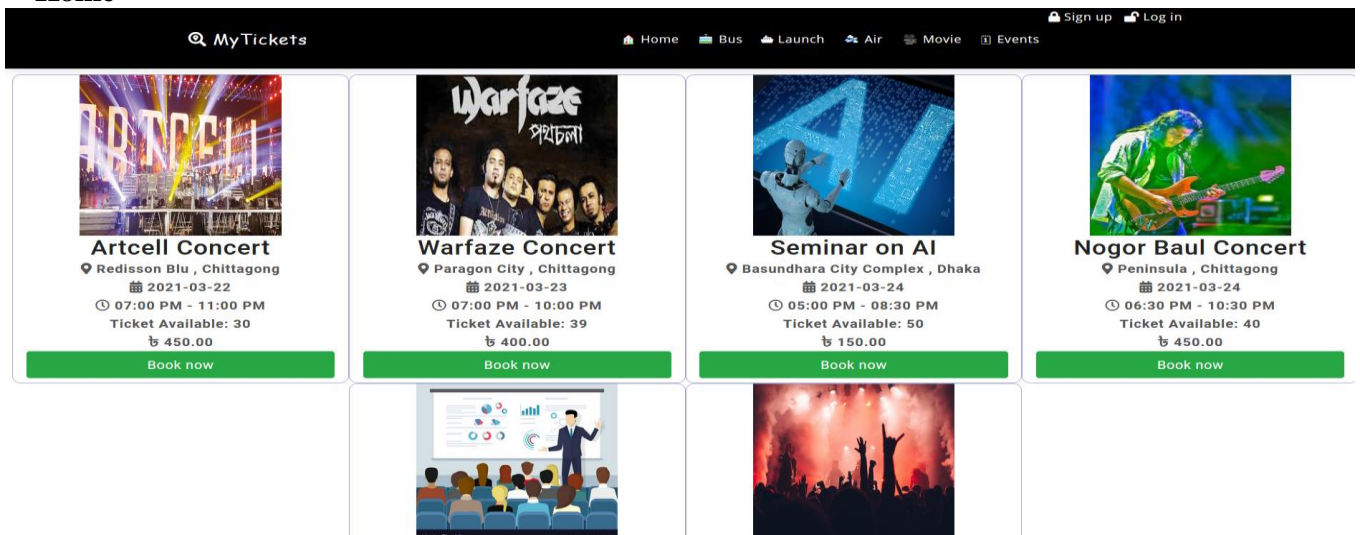 Home
Sign up Log in
MyTickets
Home Bus Launch Air Movie Events
ARTCELL
Warfaze
পথচলা
AI
Artcell Concert
Redisson Blu , Chittagong
2021-03-22
07:00 PM - 11:00 PM
Ticket Available: 30
৳ 450.00
Book now
Warfaze Concert
Paragon City , Chittagong
2021-03-23
07:00 PM - 10:00 PM
Ticket Available: 39
৳ 400.00
Book now
Seminar on AI
Basundhara City Complex , Dhaka
2021-03-24
05:00 PM - 08:30 PM
Ticket Available: 50
৳ 150.00
Book now
Nogor Baul Concert
Peninsula , Chittagong
2021-03-24
06:30 PM - 10:30 PM
Ticket Available: 40
৳ 450.00
Book now